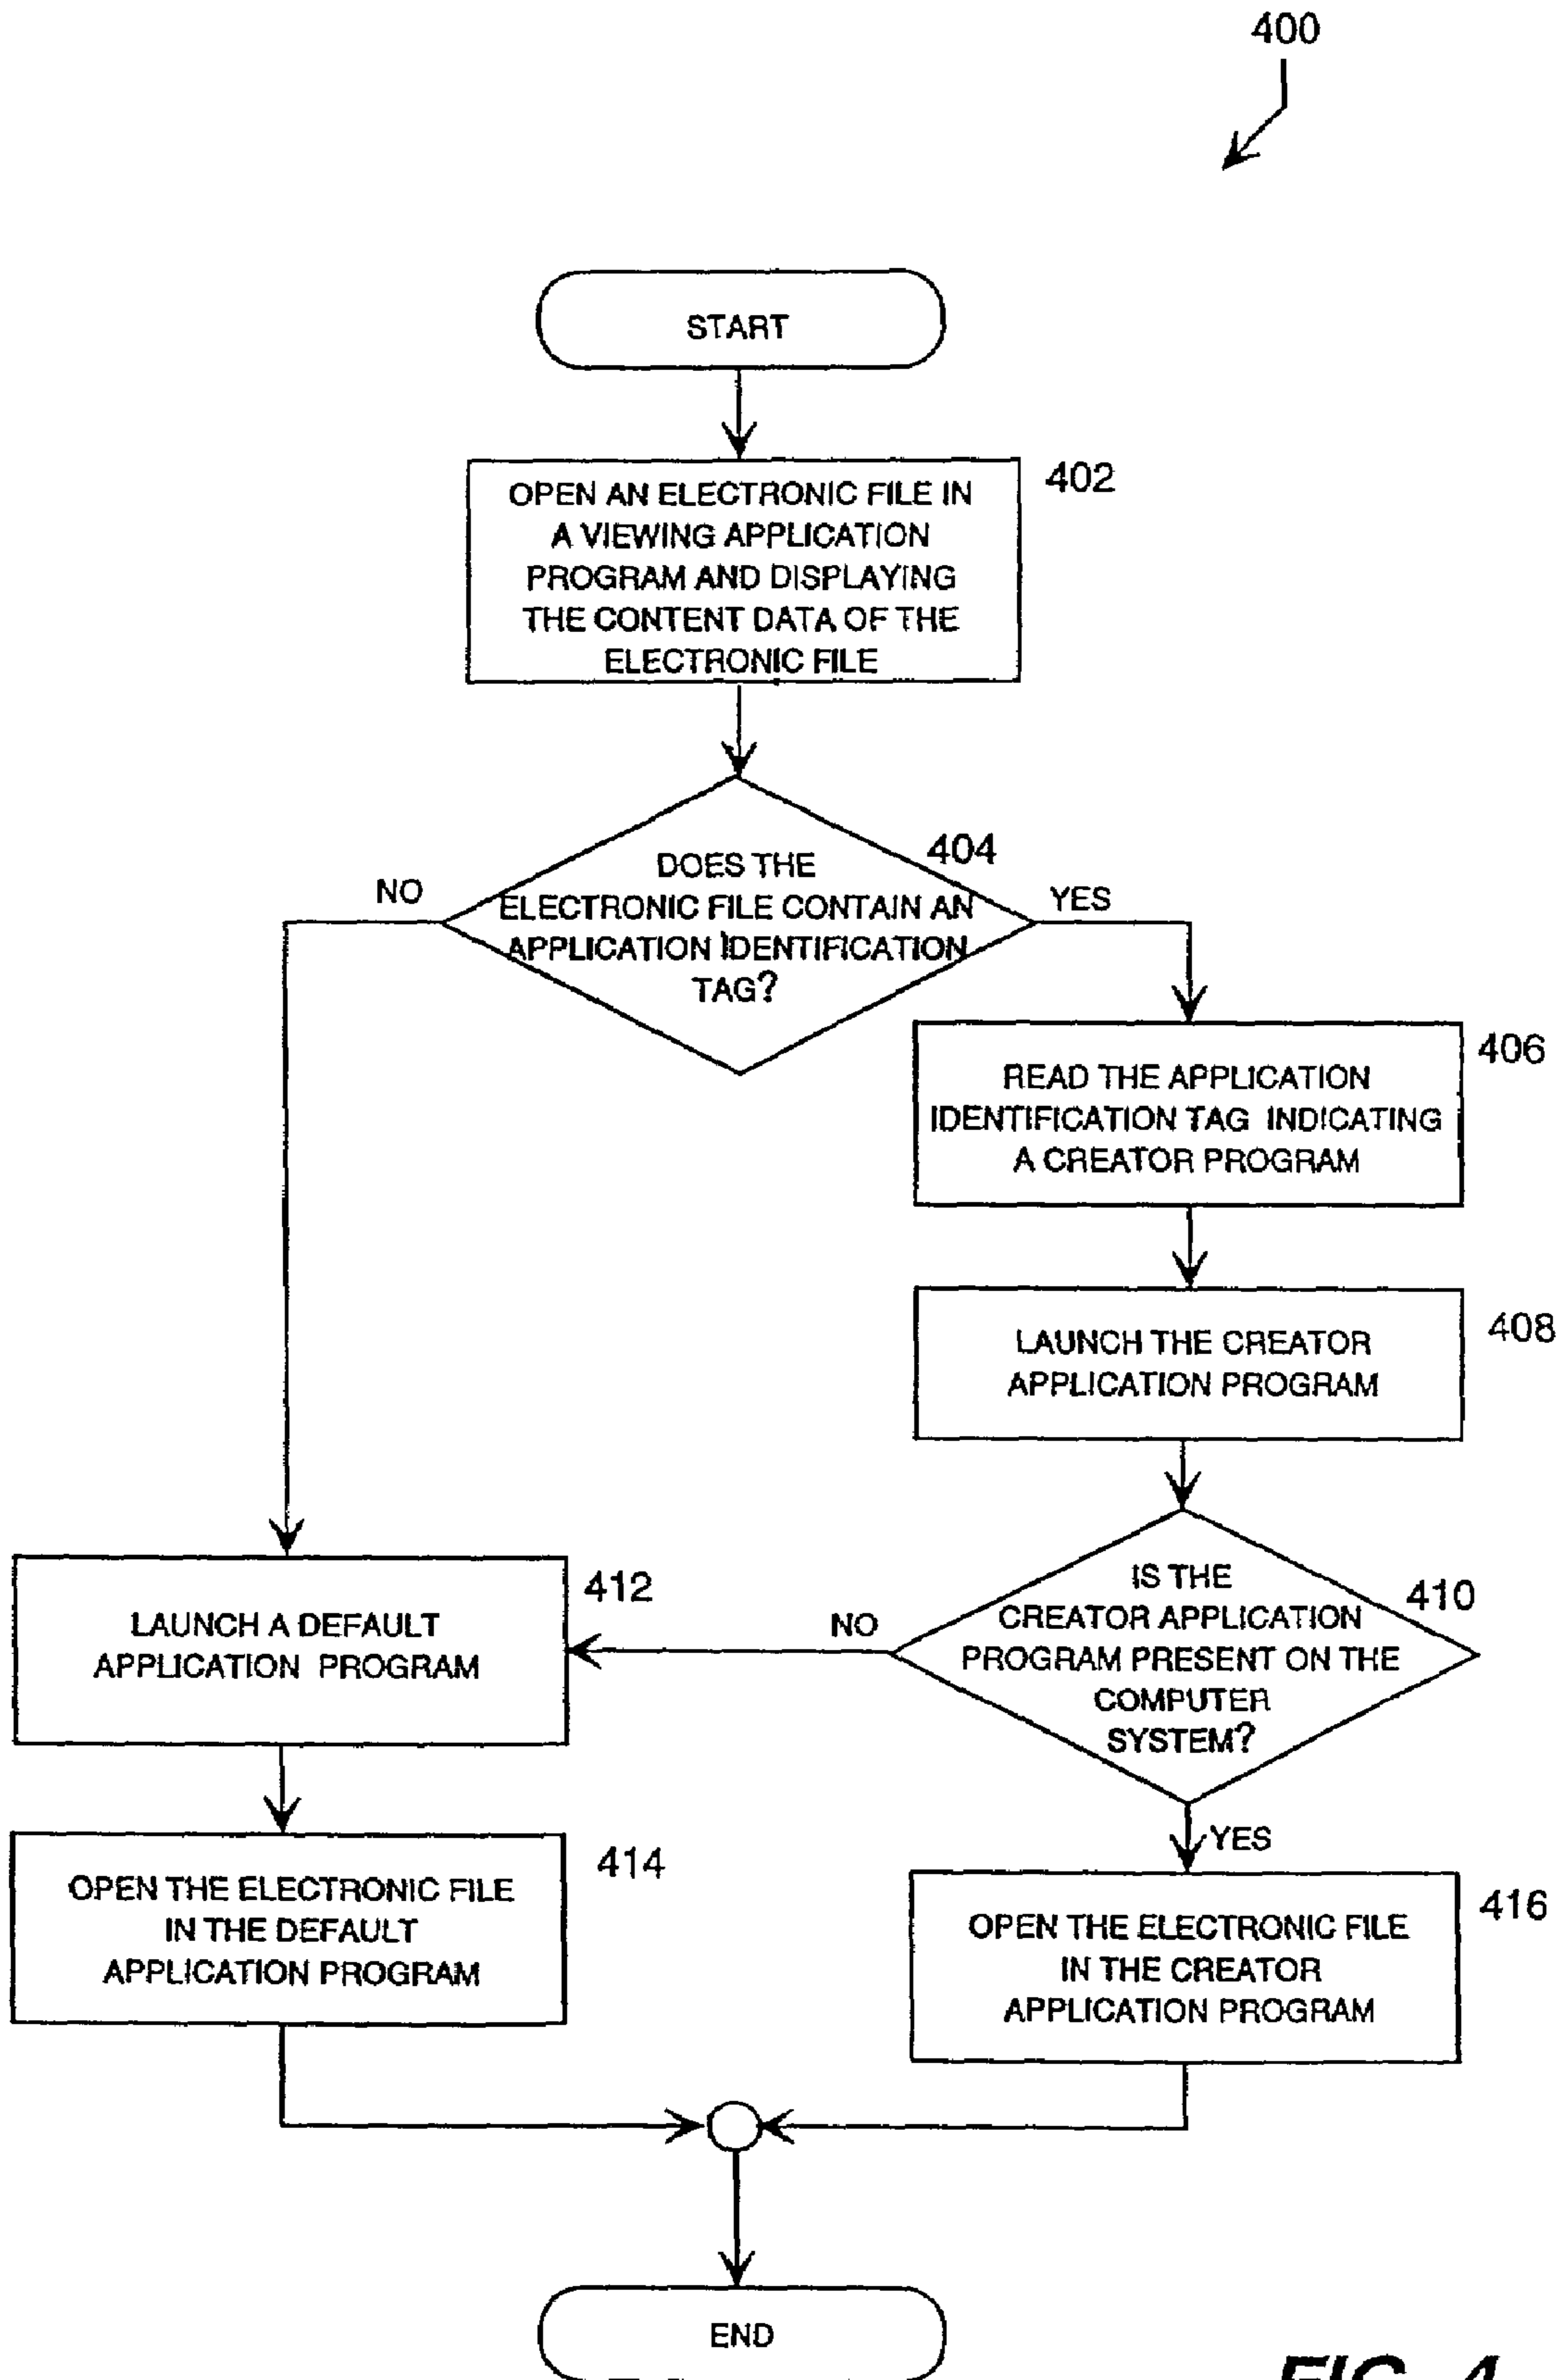 400
START
402
OPEN AN ELECTRONIC FILE IN
A VIEWING APPLICATION
PROGRAM AND DISPLAYING
THE CONTENT DATA OF THE
ELECTRONIC FILE
404
DOES THE
ELECTRONIC FILE CONTAIN AN
APPLICATION IDENTIFICATION
TAG?
NO
YES
406
READ THE APPLICATION
IDENTIFICATION TAG INDICATING
A CREATOR PROGRAM
408
LAUNCH THE CREATOR
APPLICATION PROGRAM
410
IS THE
CREATOR APPLICATION
PROGRAM PRESENT ON THE
COMPUTER
SYSTEM?
NO
YES
412
LAUNCH A DEFAULT
APPLICATION PROGRAM
414
OPEN THE ELECTRONIC FILE
IN THE DEFAULT
APPLICATION PROGRAM
416
OPEN THE ELECTRONIC FILE
IN THE CREATOR
APPLICATION PROGRAM
END
FIG. 4